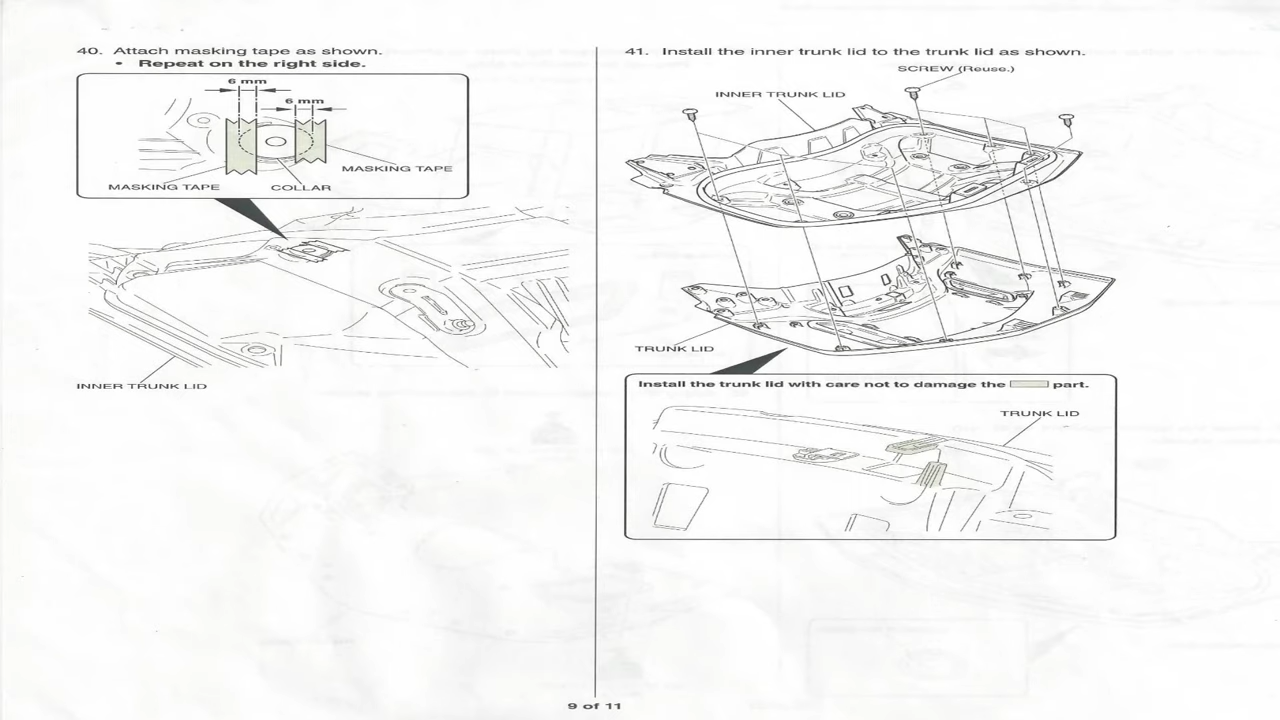 40. Attach masking tape as shown.
• Repeat on the right side.
6 mm
6 mm
MASKING TAPE
MASKING TAPE
COLLAR
INNER TRUNK LID
41. Install the inner trunk lid to the trunk lid as shown.
SCREW (Reuse.)
INNER TRUNK LID
TRUNK LID
Install the trunk lid with care not to damage the part.
TRUNK LID
9 of 11